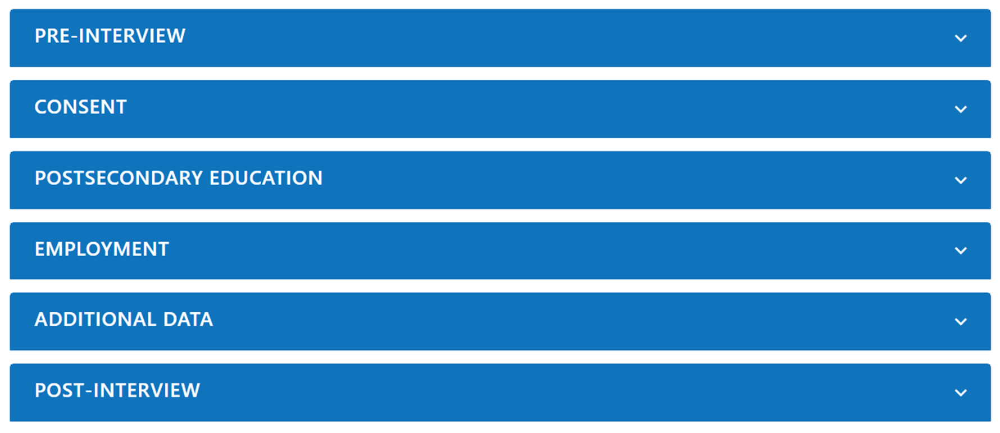 PRE-INTERVIEW
CONSENT
POSTSECONDARY EDUCATION
EMPLOYMENT
ADDITIONAL DATA
POST-INTERVIEW